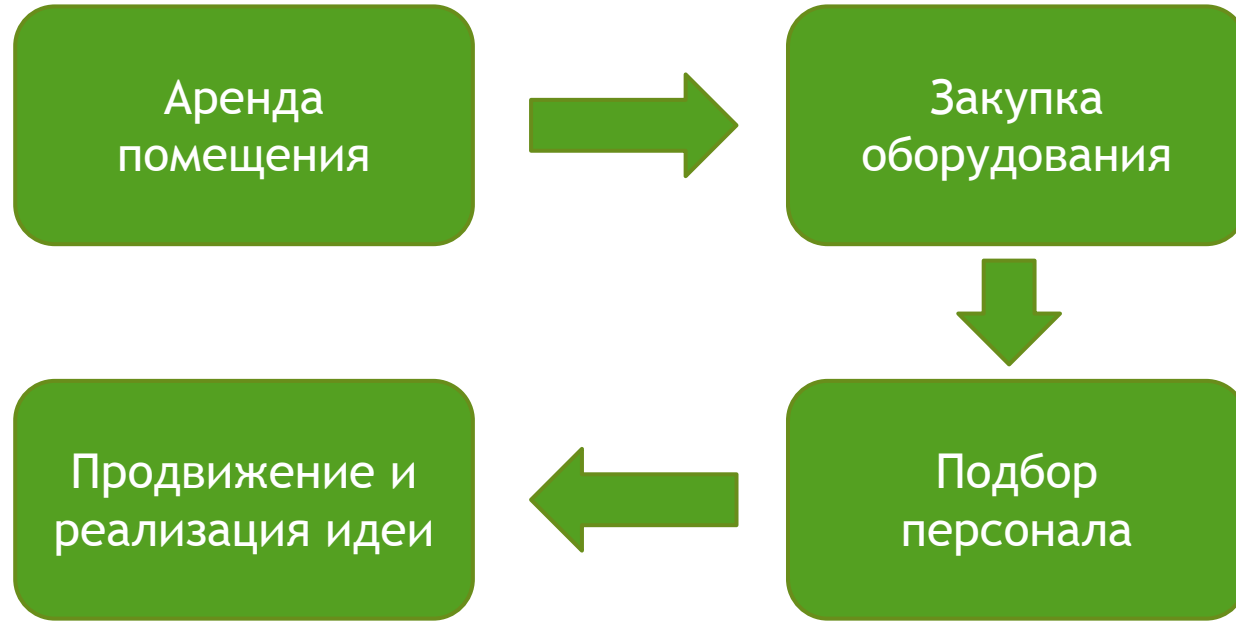 Аренда
помещения
Закупка
оборудования
Подбор
персонала
Продвижение и
реализация идеи